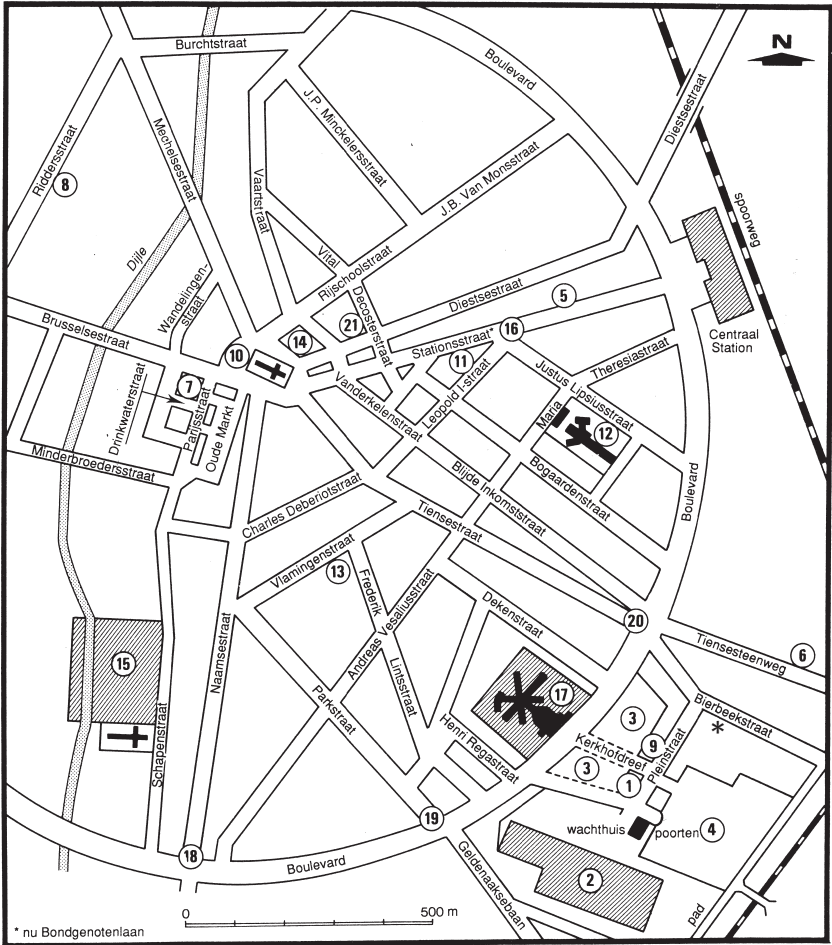 Burchtstraat
Boulevard
N
Diestsestraat
J.P. Minckelersstraat
Mechelsestraat
Riddersstraat
8
Vaartstraat
J.B. Van Monsstraat
spoorweg
Dijle
Vital
Decosterstraat
Rijschoolstraat
Wandelingen-
straat
Diestsestraat
5
Brusselsestraat
21
14
16
Stationsstraat*
Centraal
Station
10
11
Theresiastraat
Justus Lipsiusstraat
Leopold I-straat
Vanderkelenstraat
7
Drinkwaterstraat
Parijsstraat
Oude Markt
Maria
12
Minderbroedersstraat
Bogaardenstraat
Blijde Inkomststraat
Boulevard
Charles Deberiotstraat
Tiensestraat
Vlamingenstraat
13
Frederik
Lintsstraat
Andreas Vesaliusstraat
Dekenstraat
20
Tiensesteenweg
6
Naamsestraat
15
17
Parkstraat
Bierbeekstraat
*
3
9
Kerkhofdreef
Pleinstraat
3
1
Henri Regastraat
Schapenstraat
19
wachthuis
poorten
4
18
Boulevard
2
Geldenaaksebaan
pad
0
500 m
* nu Bondgenotenlaan